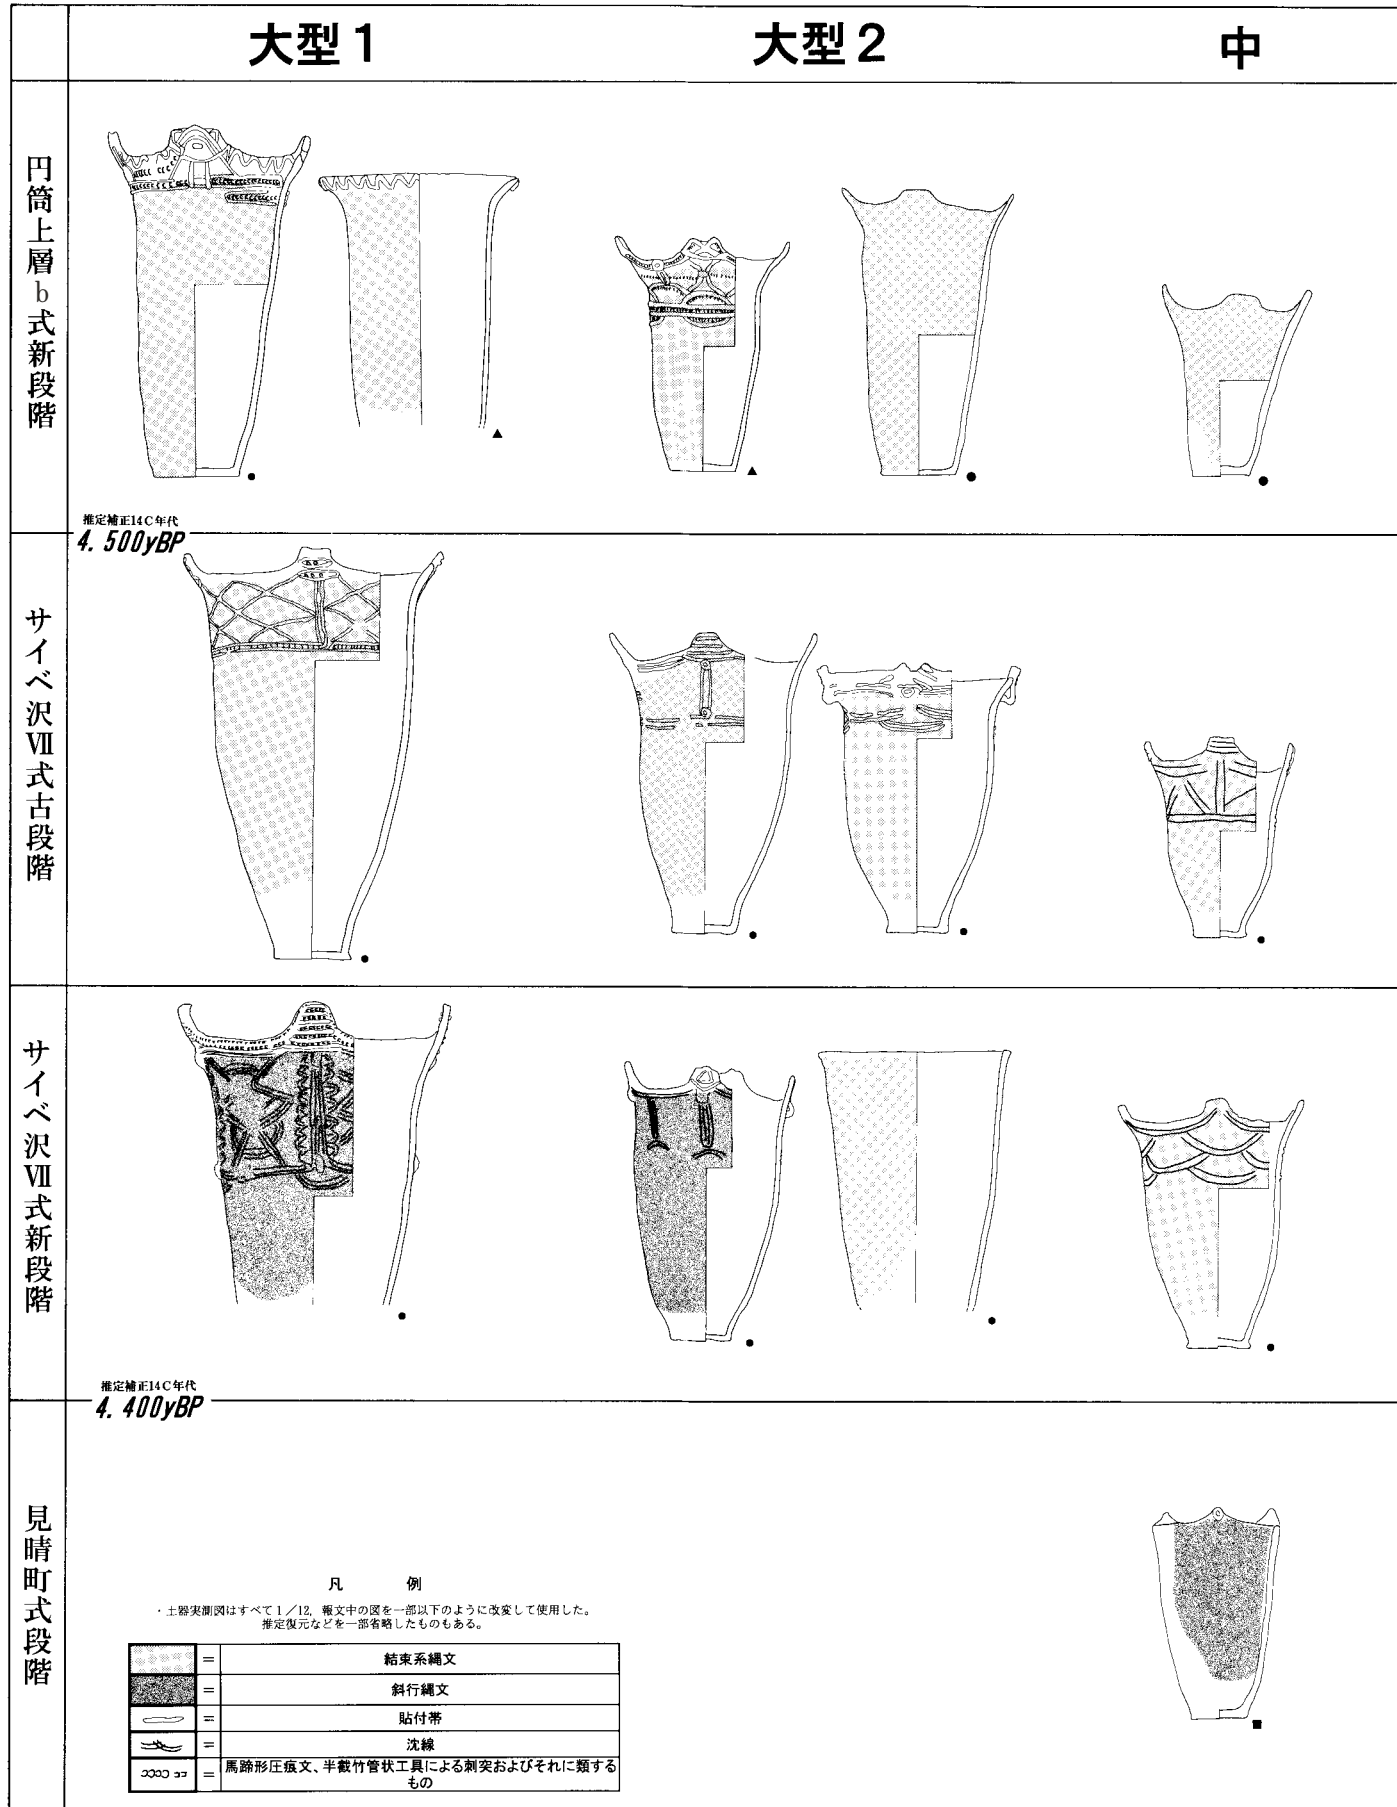 大型1
大型2
中
円筒上層b式新段階
推定補正14C年代
4.500yBP
サイベ沢Ⅶ式古段階
サイベ沢Ⅶ式新段階
推定補正14C年代
4.400yBP
見晴町式段階
凡 例
・土器実測図はすべて1／12, 報文中の図を一部以下のように改変して使用した。
推定復元などを一部省略したものもある。
= 結束系縄文
= 斜行縄文
= 貼付帯
= 沈線
= 馬蹄形圧痕文、半截竹管状工具による刺突およびそれに類する
もの